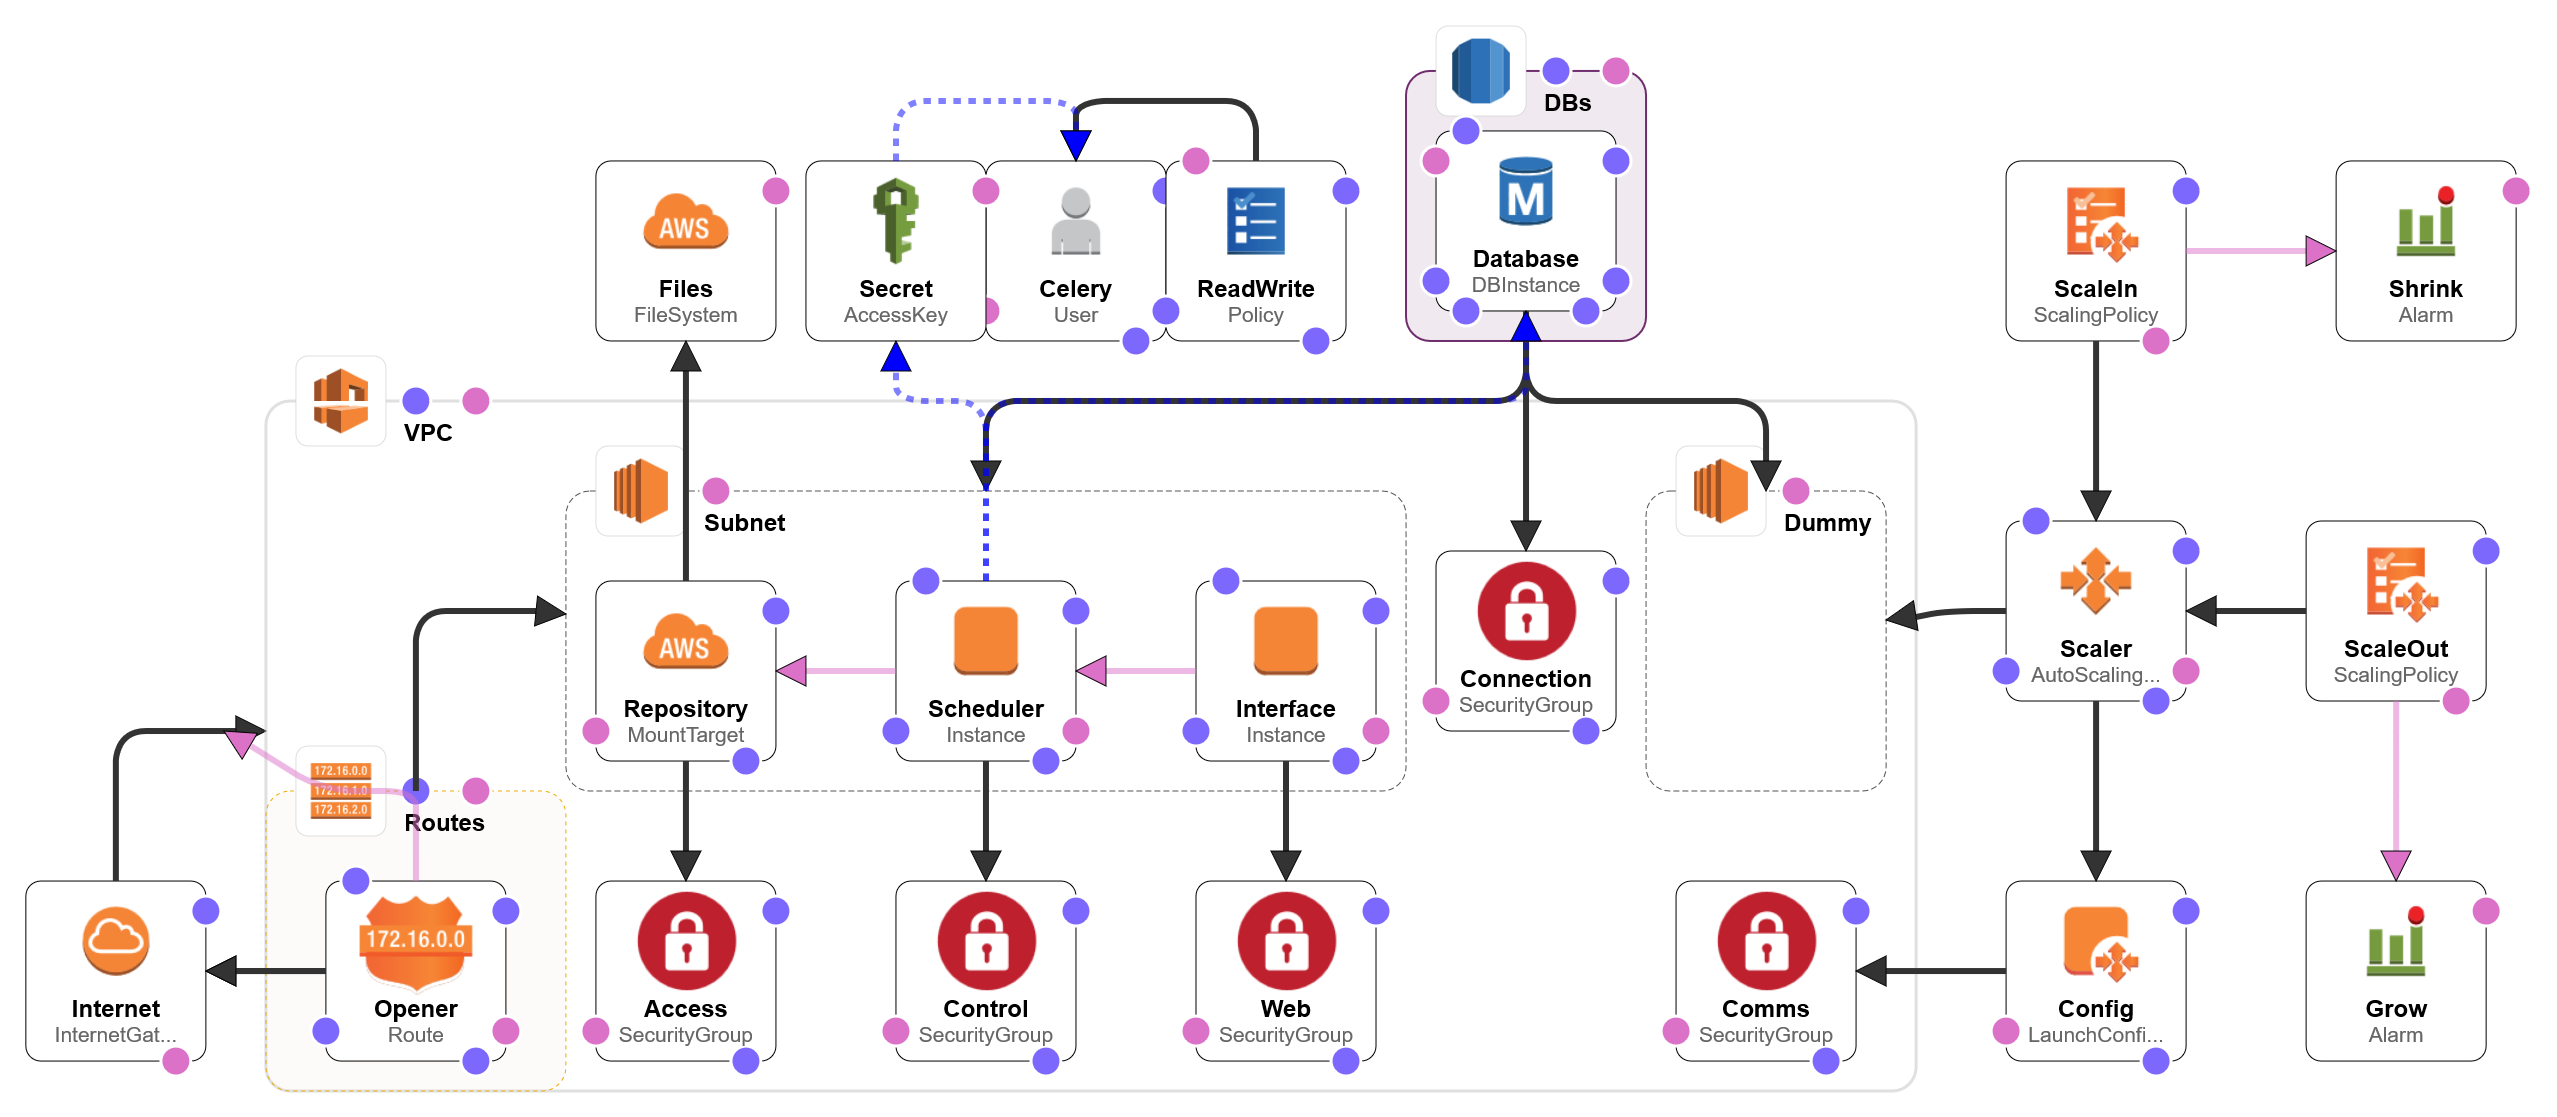 DBs
AWS
Files
FileSystem
Secret
AccessKey
Celery
User
ReadWrite
Policy
M
Database
DBInstance
ScaleIn
ScalingPolicy
Shrink
Alarm
VPC
Subnet
Dummy
AWS
Repository
MountTarget
Scheduler
Instance
Interface
Instance
Connection
SecurityGroup
Scaler
AutoScaling...
ScaleOut
ScalingPolicy
172.16.0.0
172.16.1.0
172.16.2.0
Routes
Internet
InternetGat...
172.16.0.0
Opener
Route
Access
SecurityGroup
Control
SecurityGroup
Web
SecurityGroup
Comms
SecurityGroup
Config
LaunchConfi...
Grow
Alarm